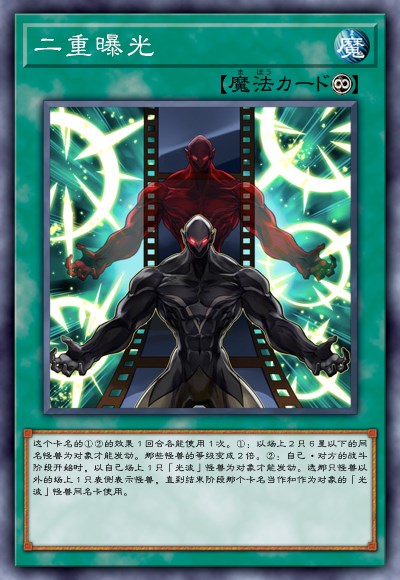 二重曝光
魔
【魔法カード】
まほう
这个卡名的①②的效果1回合各能使用1次。①：以场上2只6星以下的同
名怪兽为对象才能发动。那些怪兽的等级变成2倍。②：自己·对方的战斗
阶段开始时，以自己场上1只「光波」怪兽为对象才能发动。选那只怪兽以
外的场上1只表侧表示怪兽，直到结束阶段那个卡名当作和作为对象的「光
波」怪兽同名卡使用。